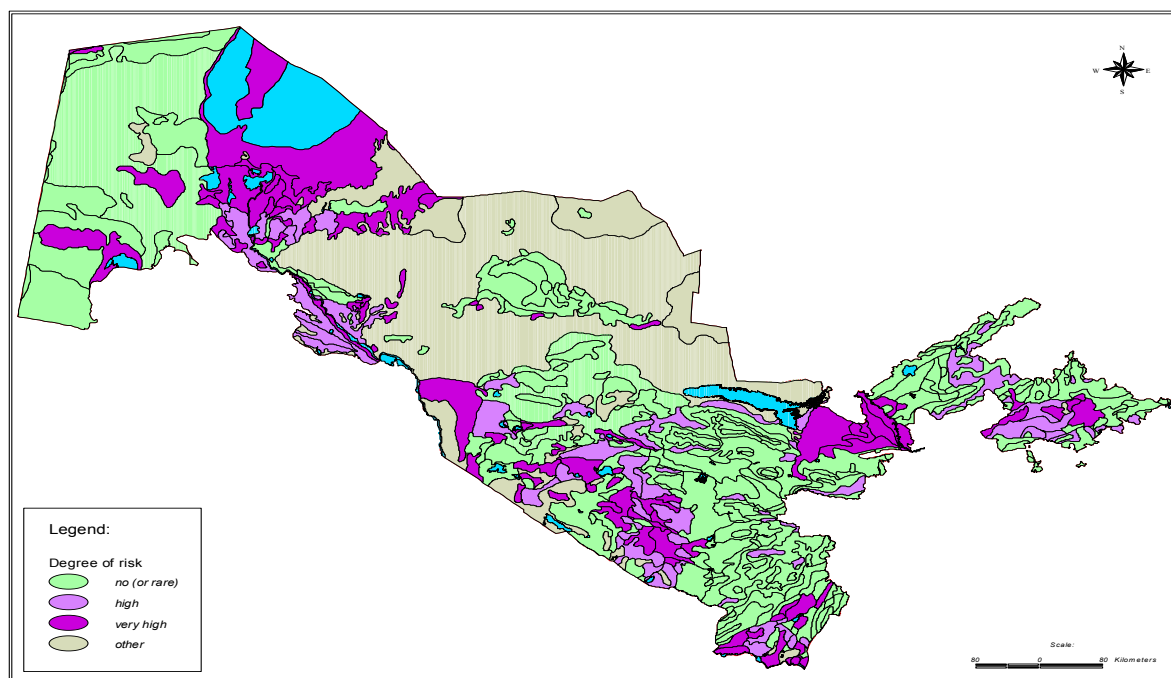 N
W E
S
Legend:
Degree of risk
no (or rare)
high
very high
other
Scale:
80 0 80 Kilometers